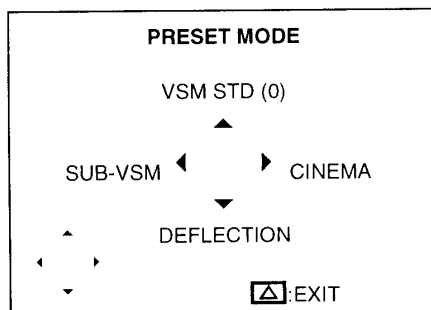 PRESET MODE
VSM STD (0)
SUB-VSM CINEMA
DEFLECTION
:EXIT